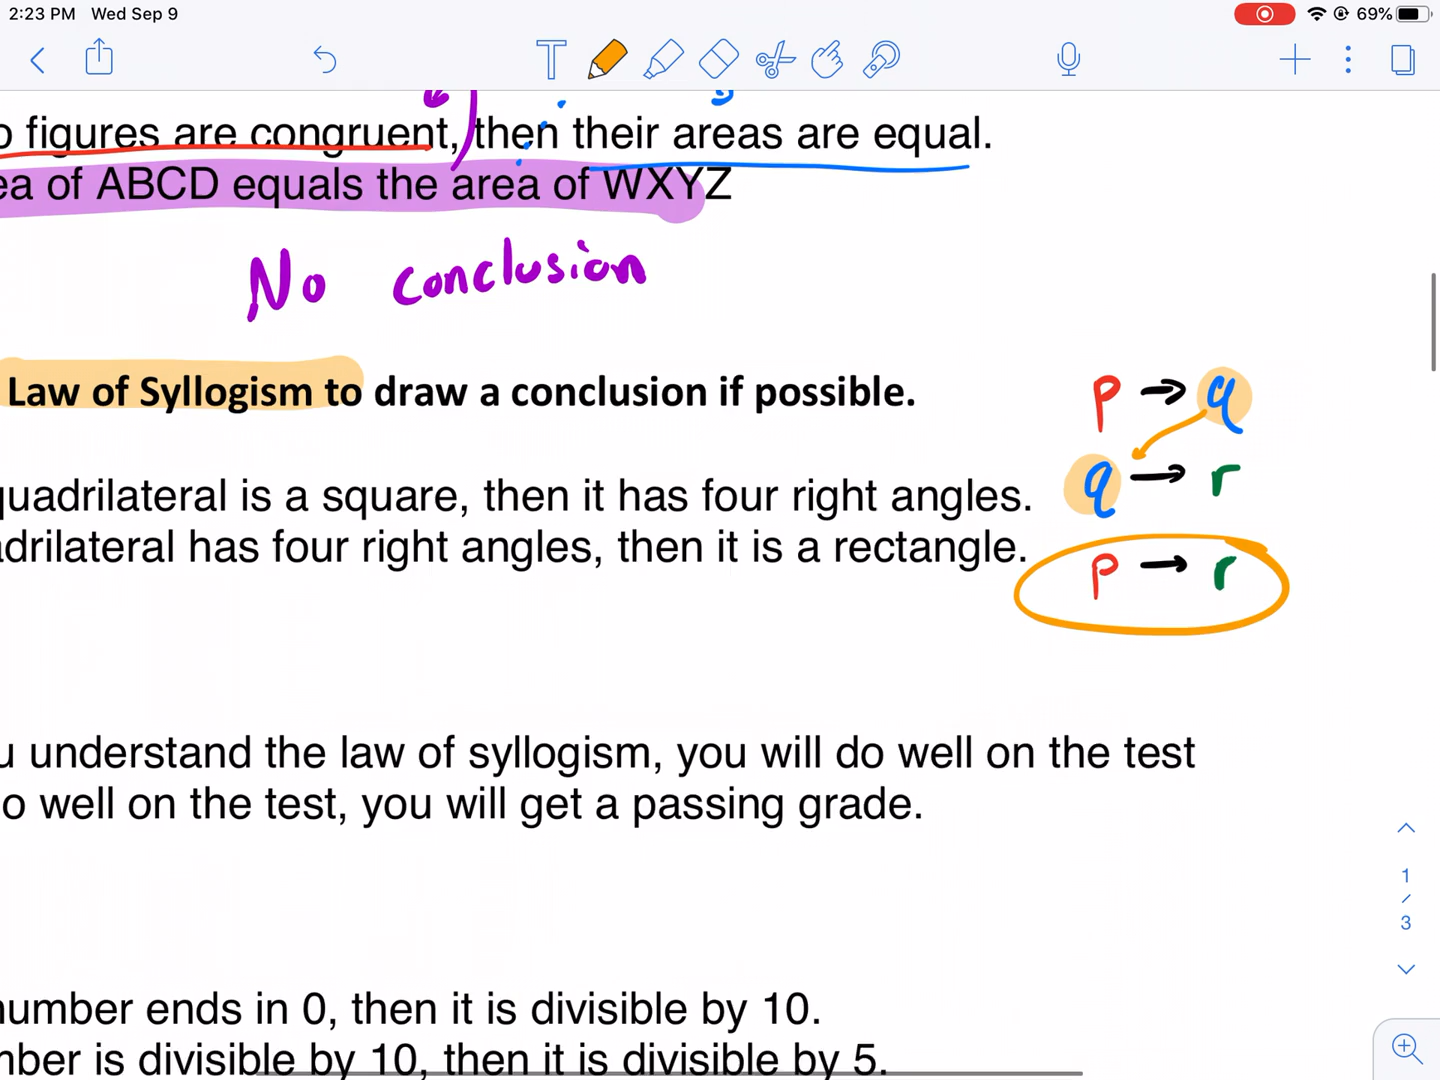 2:23 PM Wed Sep 9 69%
T
figures are congruent, then their areas are equal.
of ABCD equals the area of WXYZ
No conclusion
Law of Syllogism to draw a conclusion if possible.
p → q
quadrilateral is a square, then it has four right angles.
q → r
has four right angles, then it is a rectangle.
p → r
understand the law of syllogism, you will do well on the test
well on the test, you will get a passing grade.
1
/
3
number ends in 0, then it is divisible by 10.
is divisible by 10, then it is divisible by 5.